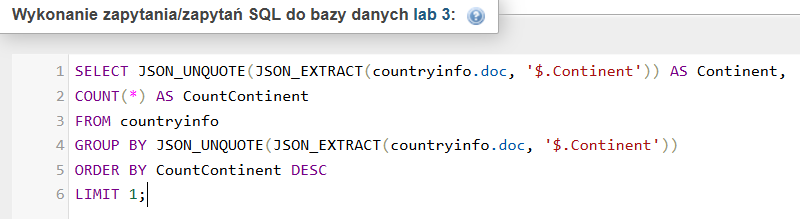 Wykonanie zapytania/zapytań SQL do bazy danych lab 3:
1 SELECT JSON_UNQUOTE(JSON_EXTRACT(countryinfo.doc, '$.Continent')) AS Continent,
2 COUNT(*) AS CountContinent
3 FROM countryinfo
4 GROUP BY JSON_UNQUOTE(JSON_EXTRACT(countryinfo.doc, '$.Continent'))
5 ORDER BY CountContinent DESC
6 LIMIT 1;